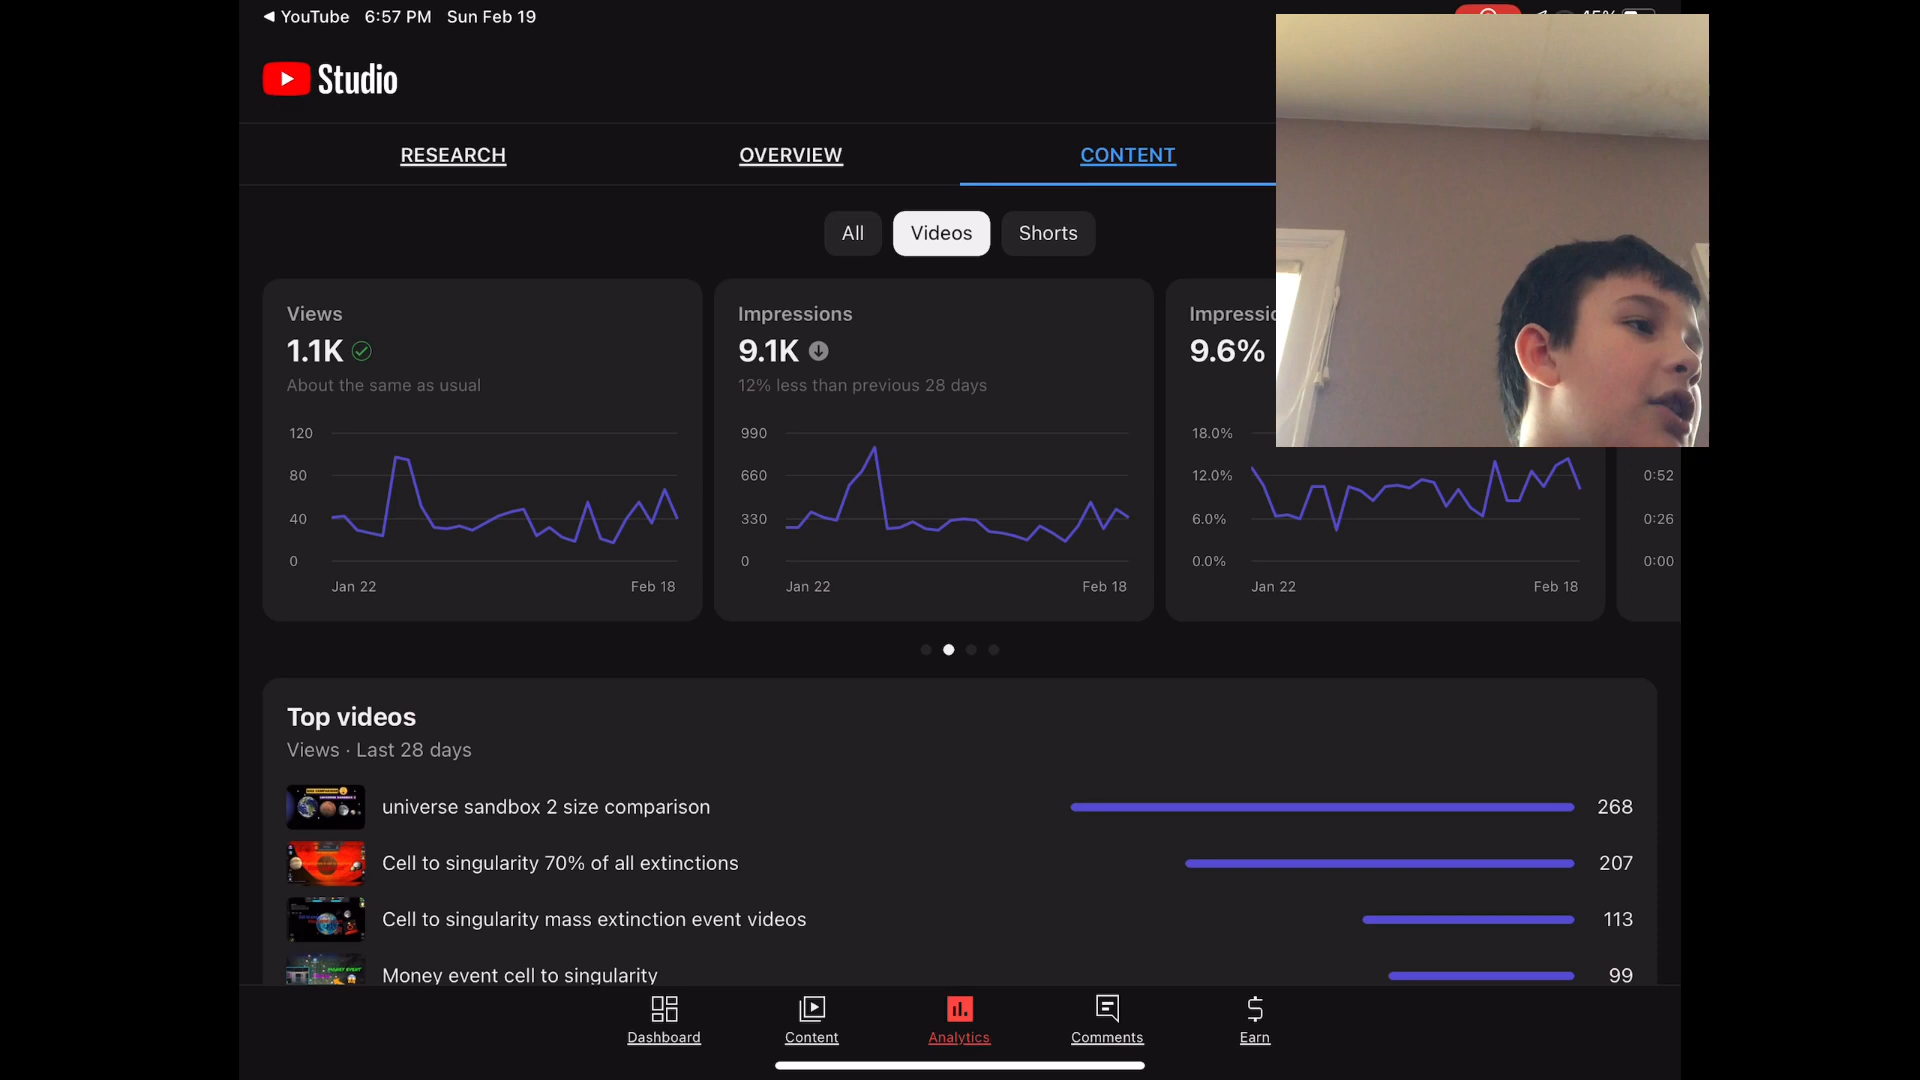 YouTube 6:57 PM Sun Feb 19
Studio
RESEARCH OVERVIEW CONTENT
All Videos Shorts
Views
1.1K
About the same as usual
120
80
40
0
Jan 22 Feb 18
Impressions
9.1K
12% less than previous 28 days
990
660
330
0
Jan 22 Feb 18
9.6%
18.0%
12.0%
6.0%
0.0%
Jan 22 Feb 18
0:52
0:26
0:00
Top videos
Views · Last 28 days
universe sandbox 2 size comparison 268
Cell to singularity 70% of all extinctions 207
Cell to singularity mass extinction event videos 113
Money event cell to singularity 99
Dashboard Content Analytics Comments Earn